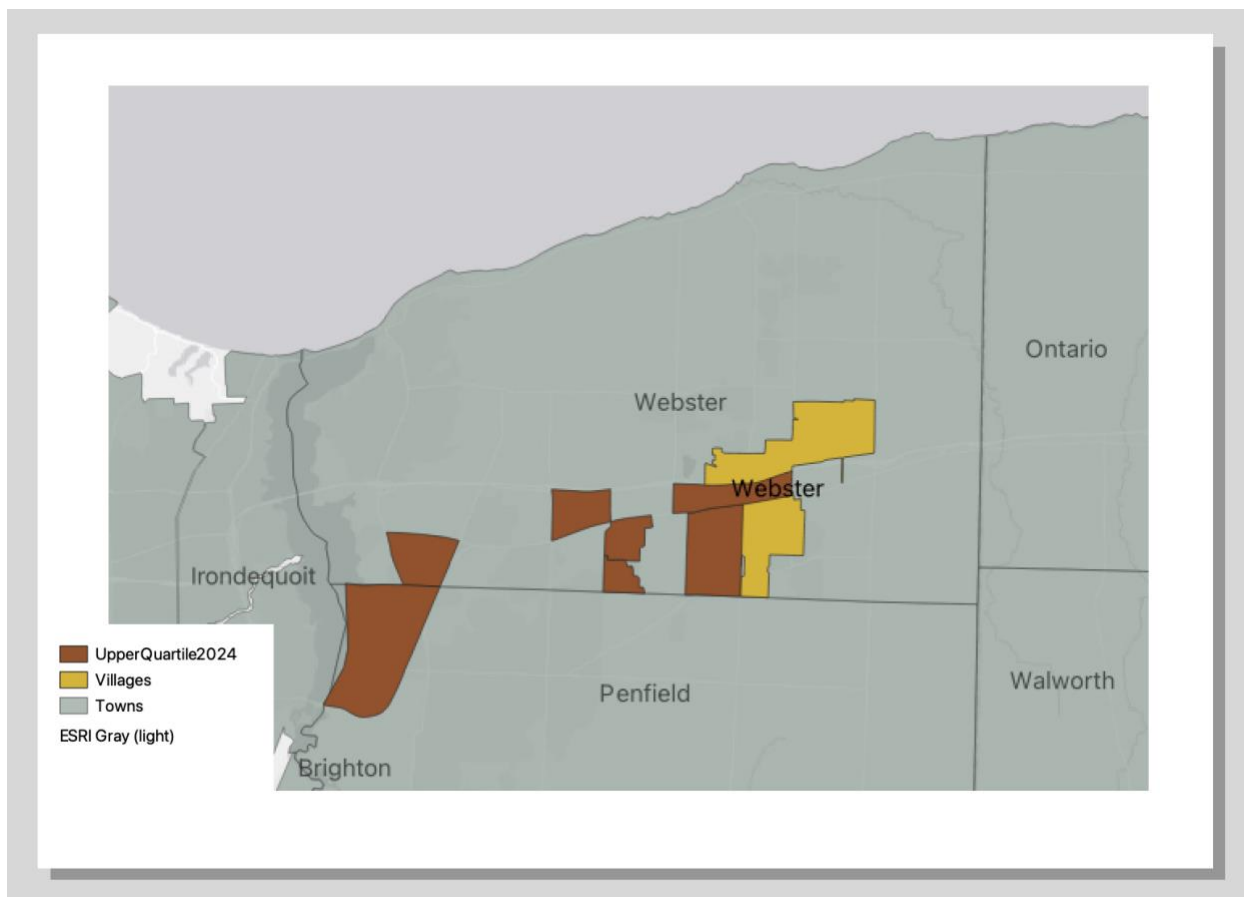 Ontario
Webster
Webster
Irondequoit
UpperQuartile2024
Villages
Towns
ESRI Gray (light)
Penfield
Walworth
Brighton